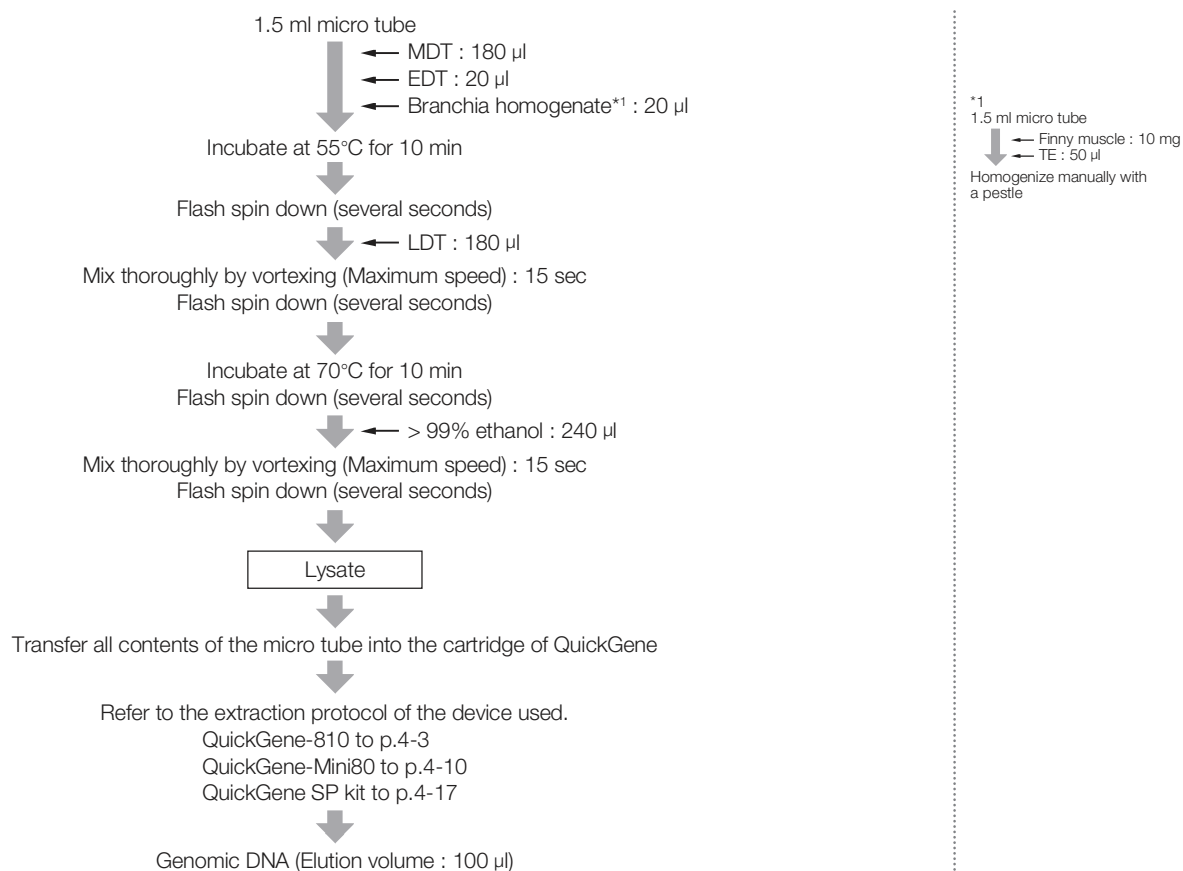 1.5 ml micro tube
MDT : 180 µl
EDT : 20 µl
Branchia homogenate*1 : 20 µl
Incubate at 55°C for 10 min
Flash spin down (several seconds)
LDT : 180 µl
Mix thoroughly by vortexing (Maximum speed) : 15 sec
Flash spin down (several seconds)
Incubate at 70°C for 10 min
Flash spin down (several seconds)
> 99% ethanol : 240 µl
Mix thoroughly by vortexing (Maximum speed) : 15 sec
Flash spin down (several seconds)
Lysate
Transfer all contents of the micro tube into the cartridge of QuickGene
Refer to the extraction protocol of the device used.
QuickGene-810 to p.4-3
QuickGene-Mini80 to p.4-10
QuickGene SP kit to p.4-17
Genomic DNA (Elution volume : 100 µl)
*1
1.5 ml micro tube
Finny muscle : 10 mg
TE : 50 µl
Homogenize manually with
a pestle